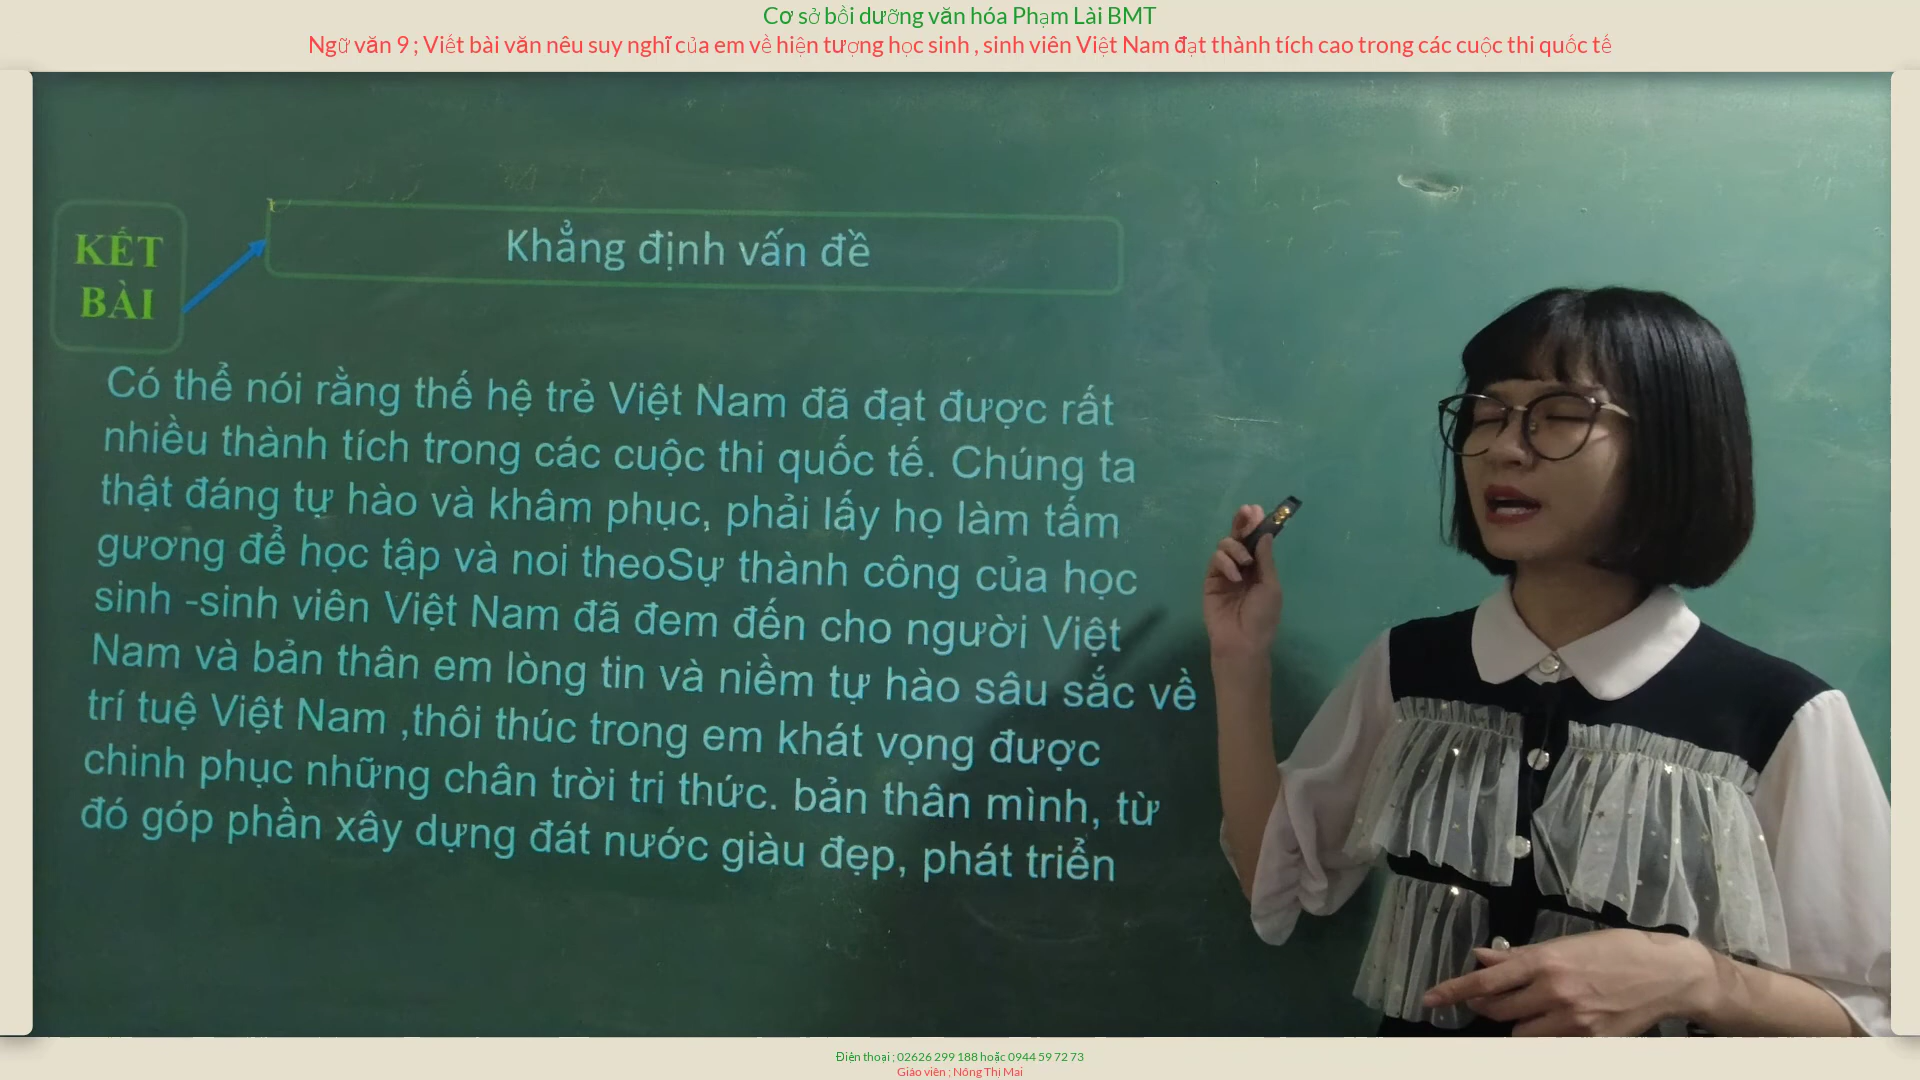 Cơ sở bồi dưỡng văn hóa Phạm Lài BMT
Ngữ văn 9 ; Viết bài văn nêu suy nghĩ của em về hiện tượng học sinh , sinh viên Việt Nam đạt thành tích cao trong các cuộc thi quốc tế
KẾT
BÀI
Khẳng định vấn đề
Có thể nói rằng thế hệ trẻ Việt Nam đã đạt được rất
nhiều thành tích trong các cuộc thi quốc tế. Chúng ta
thật đáng tự hào và khâm phục, phải lấy họ làm tấm
gương để học tập và noi theoSự thành công của học
sinh -sinh viên Việt Nam đã đem đến cho người Việt
Nam và bản thân em lòng tin và niềm tự hào sâu sắc về
trí tuệ Việt Nam ,thôi thúc trong em khát vọng được
chinh phục những chân trời tri thức. bản thân mình, từ
đó góp phần xây dựng đát nước giàu đẹp, phát triển
Điện thoại ; 02626 299 188 hoặc 0944 59 72 73
Giáo viên ; Nông Thị Mai